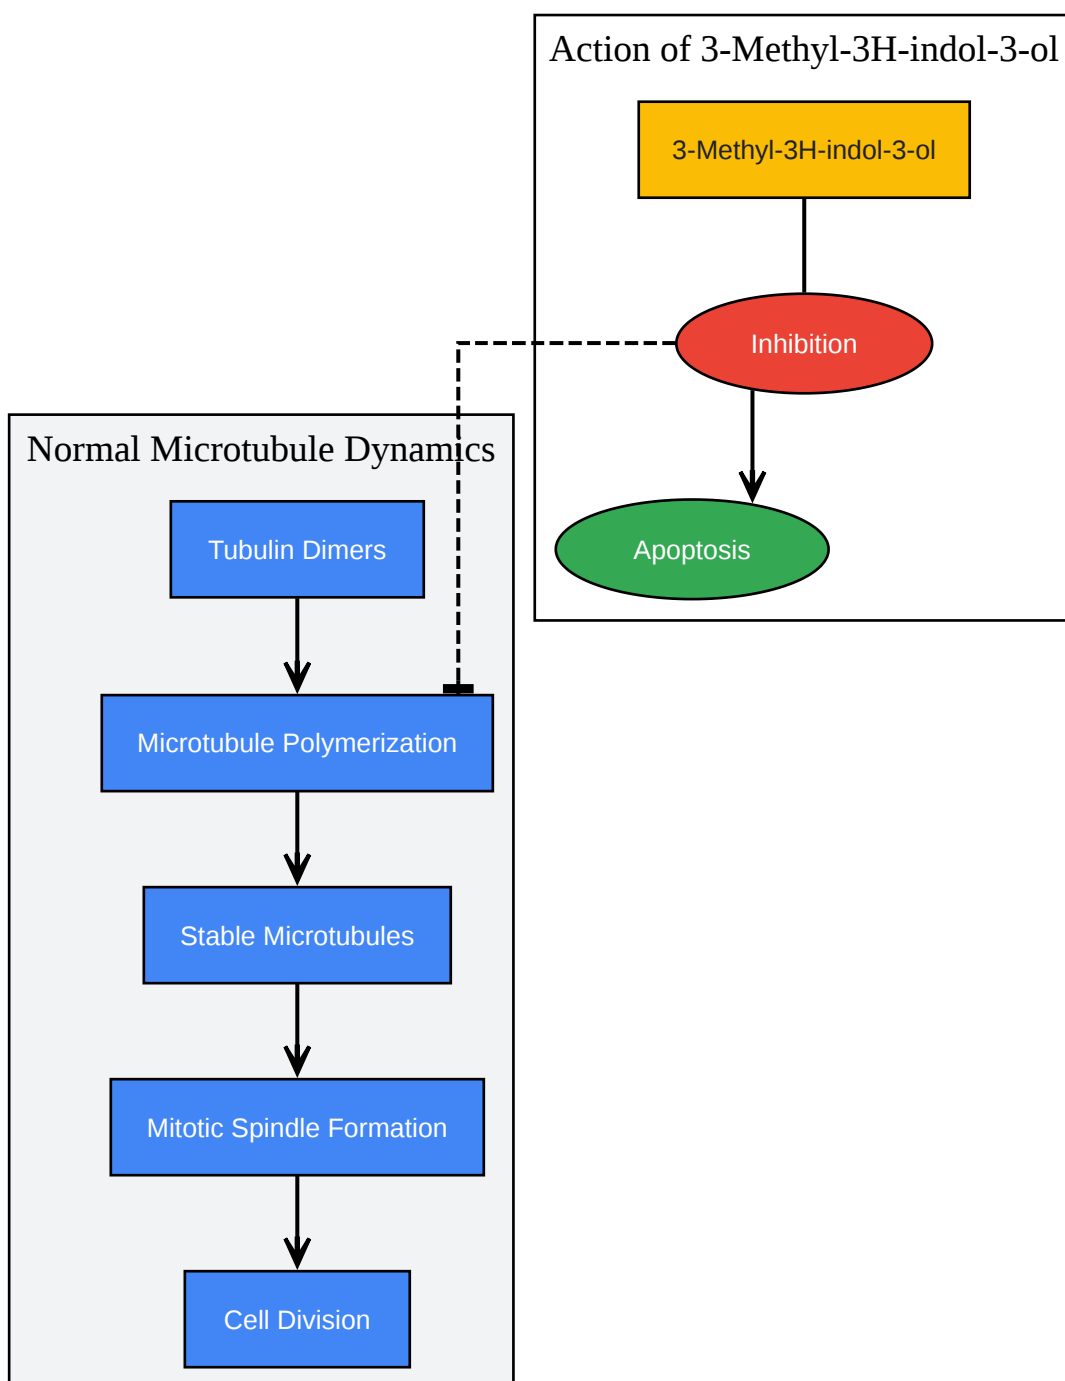 Action of 3-Methyl-3H-indol-3-ol
3-Methyl-3H-indol-3-ol
Inhibition
Apoptosis
Normal Microtubule Dynamics
Tubulin Dimers
Microtubule Polymerization
Stable Microtubules
Mitotic Spindle Formation
Cell Division